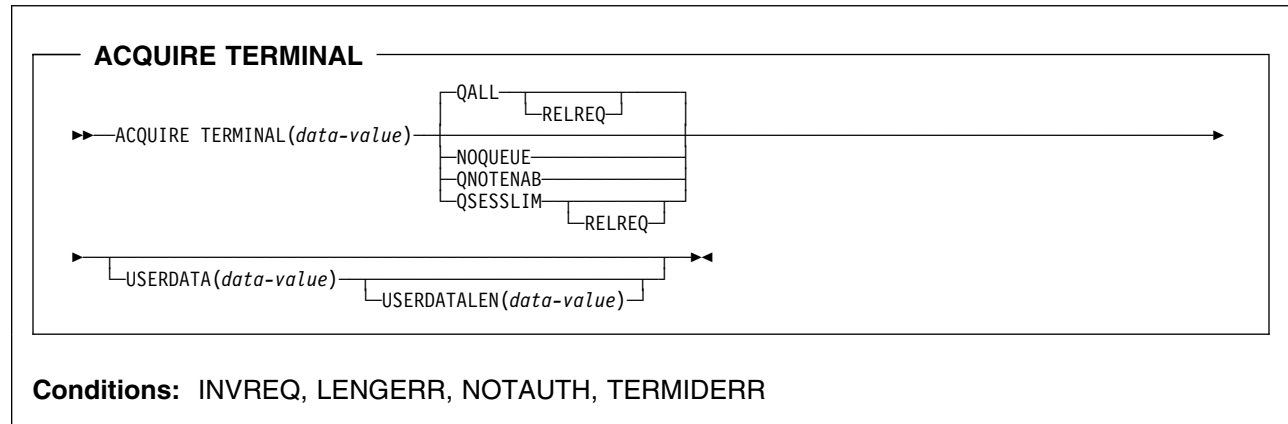 ACQUIRE TERMINAL
QALL
RELREQ
ACQUIRE TERMINAL(data-value)
NOQUEUE
QNOTENAB
QSESSLIM
RELREQ
USERDATA(data-value)
USERDATALEN(data-value)
Conditions: INVREQ, LENGERR, NOTAUTH, TERMIDERR